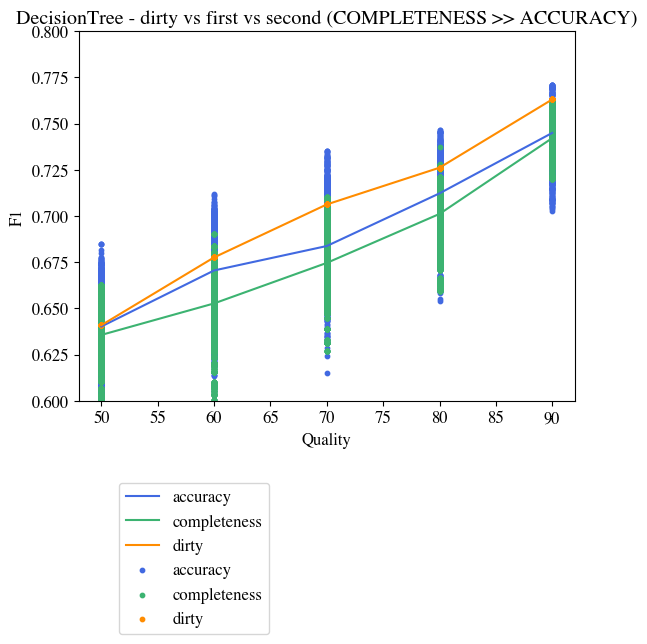 DecisionTree - dirty vs first vs second (COMPLETENESS >> ACCURACY)
0.800
0.775
0.750
0.725
0.700
0.675
0.650
0.625
0.600
F1
50 55 60 65 70 75 80 85 90
Quality
accuracy
completeness
dirty
accuracy
completeness
dirty